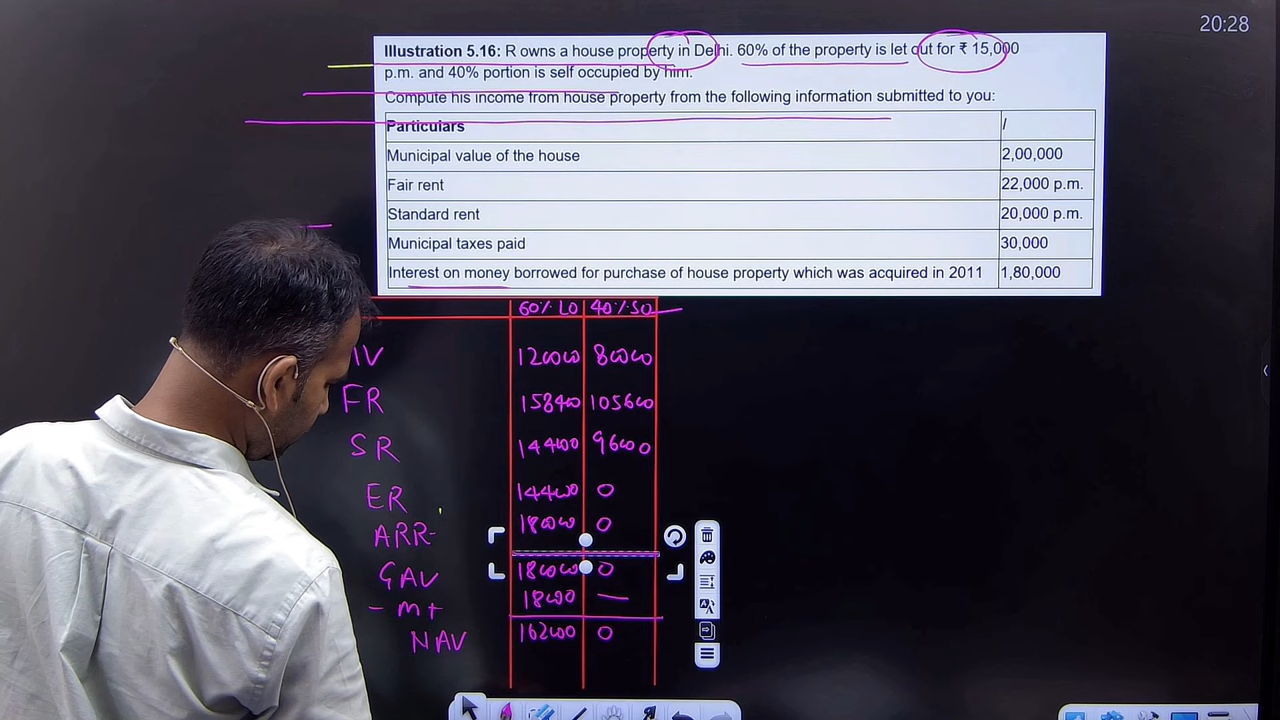 20:28
Illustration 5.16: R owns a house property in Delhi. 60% of the property is let out for ₹ 15,000
p.m. and 40% portion is self occupied by him.
Compute his income from house property from the following information submitted to you:
Particulars /
Municipal value of the house 2,00,000
Fair rent 22,000 p.m.
Standard rent 20,000 p.m.
Municipal taxes paid 30,000
Interest on money borrowed for purchase of house property which was acquired in 2011 1,80,000
60% LO 40% SO
V 120000 80000
FR 158400 105600
SR 144000 96000
ER 144000 0
ARR 180000 0
GAV 180000 0
- mt 18000 —
NAV 162000 0